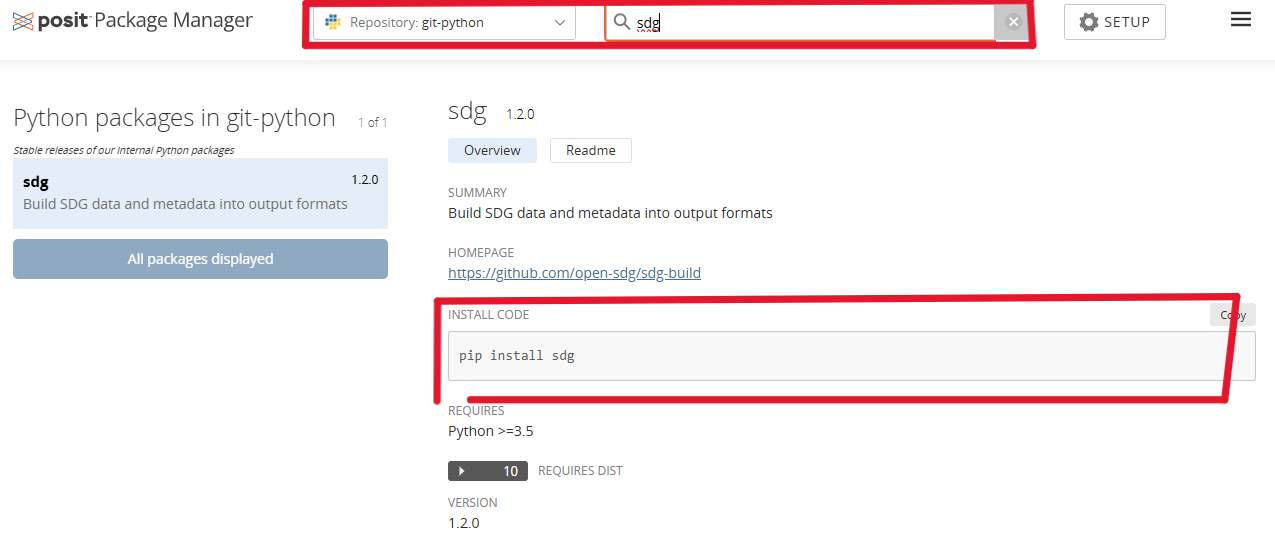 posit Package Manager
Repository: git-python
sdg
SETUP
Python packages in git-python 1 of 1
Stable releases of our Internal Python packages
sdg 1.2.0
Build SDG data and metadata into output formats
All packages displayed
sdg 1.2.0
Overview Readme
SUMMARY
Build SDG data and metadata into output formats
HOMEPAGE
https://github.com/open-sdg/sdg-build
INSTALL CODE Copy
pip install sdg
REQUIRES
Python >=3.5
10 REQUIRES DIST
VERSION
1.2.0